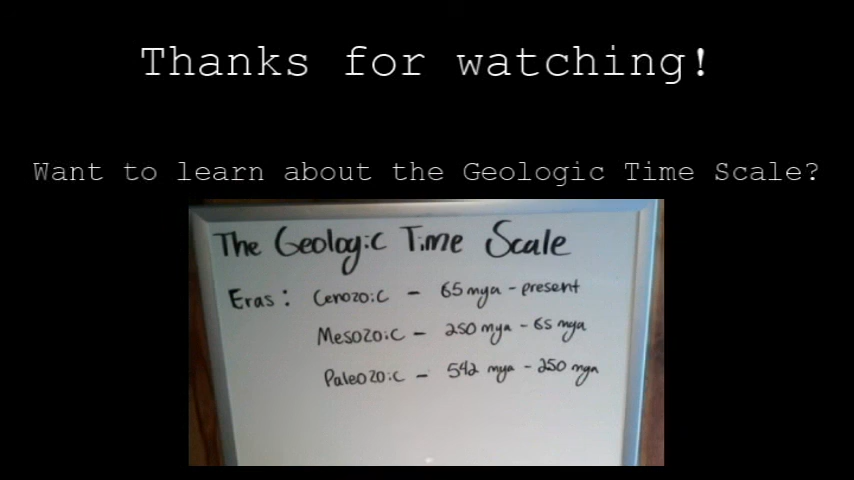 Thanks for watching!
Want to learn about the Geologic Time Scale?
The Geologic Time Scale
Eras: Cenozoic - 65 mya - present
Mesozoic - 250 mya - 65 mya
Paleozoic - 542 mya - 250 mya